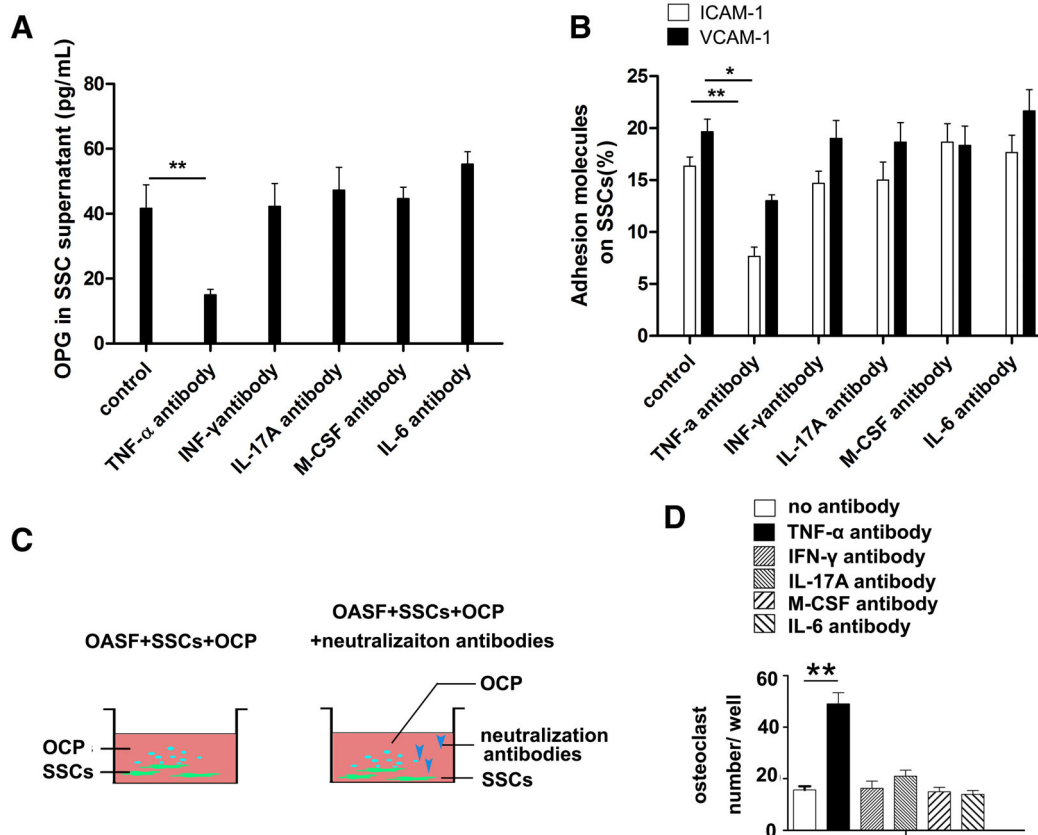 A
OPG in SSC supernatant (pg/mL)
80
60
40
20
0
**
control
TNF-α antibody
INF-γantibody
IL-17A antibody
M-CSF antibody
IL-6 antibody
B
ICAM-1
VCAM-1
Adhesion molecules
on SSCs(%)
25
20
15
10
5
0
*
**
control
TNF-a antibody
INF-γantibody
IL-17A antibody
M-CSF anitbody
IL-6 antibody
C
OASF+SSCs+OCP
OASF+SSCs+OCP
+neutralizaiton antibodies
OCP
SSCs
OCP
neutralization
antibodies
SSCs
D
no antibody
TNF-α antibody
IFN-γ antibody
IL-17A antibody
M-CSF antibody
IL-6 antibody
osteoclast
number/ well
60
40
20
0
**